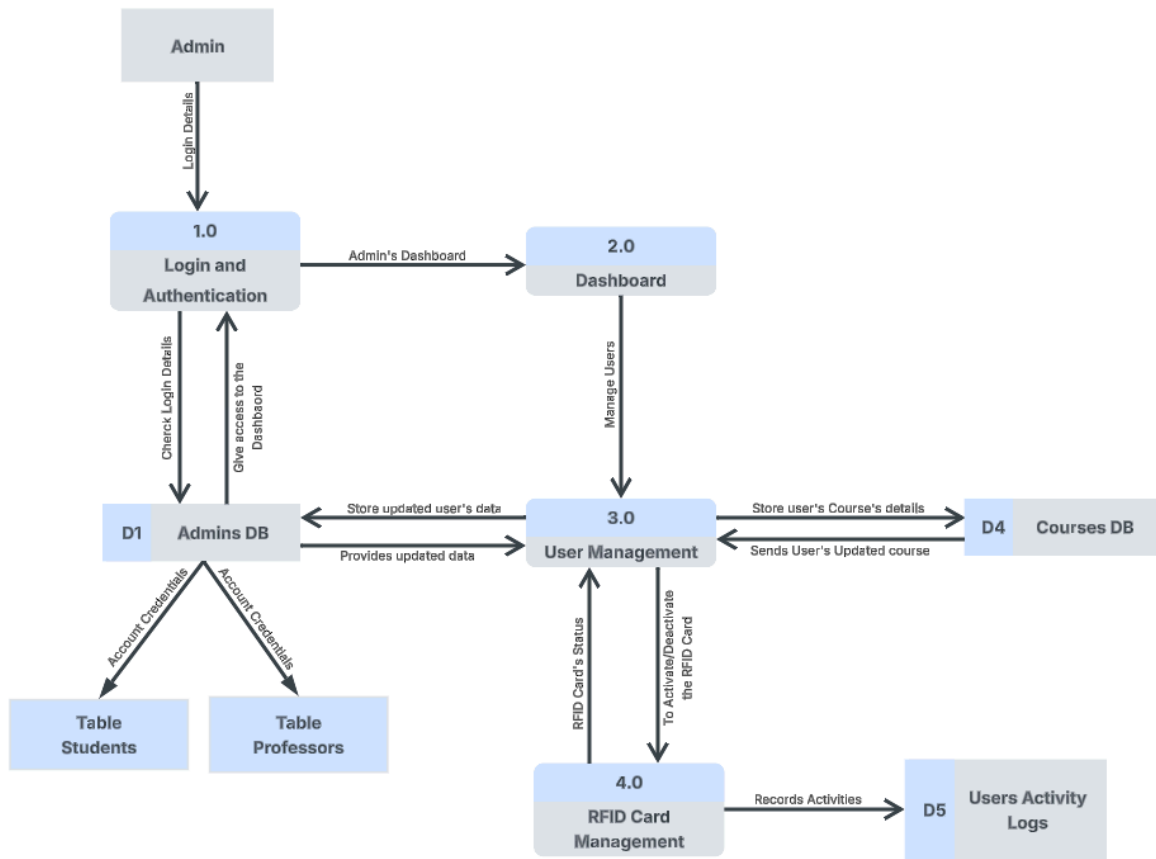 Admin
Login Details
1.0
Login and
Authentication
Admin's Dashboard
2.0
Dashboard
Cherck Login Details
Give access to the
Dashbaord
Manage Users
D1
Admins DB
Store updated user's data
Provides updated data
3.0
User Management
Store user's Course's details
Sends User's Updated course
D4
Courses DB
Account Credentials
Account Credentials
Table
Students
Table
Professors
RFID Card's Status
To Activate/Deactivate
the RFID Card
4.0
RFID Card
Management
Records Activities
D5
Users Activity
Logs